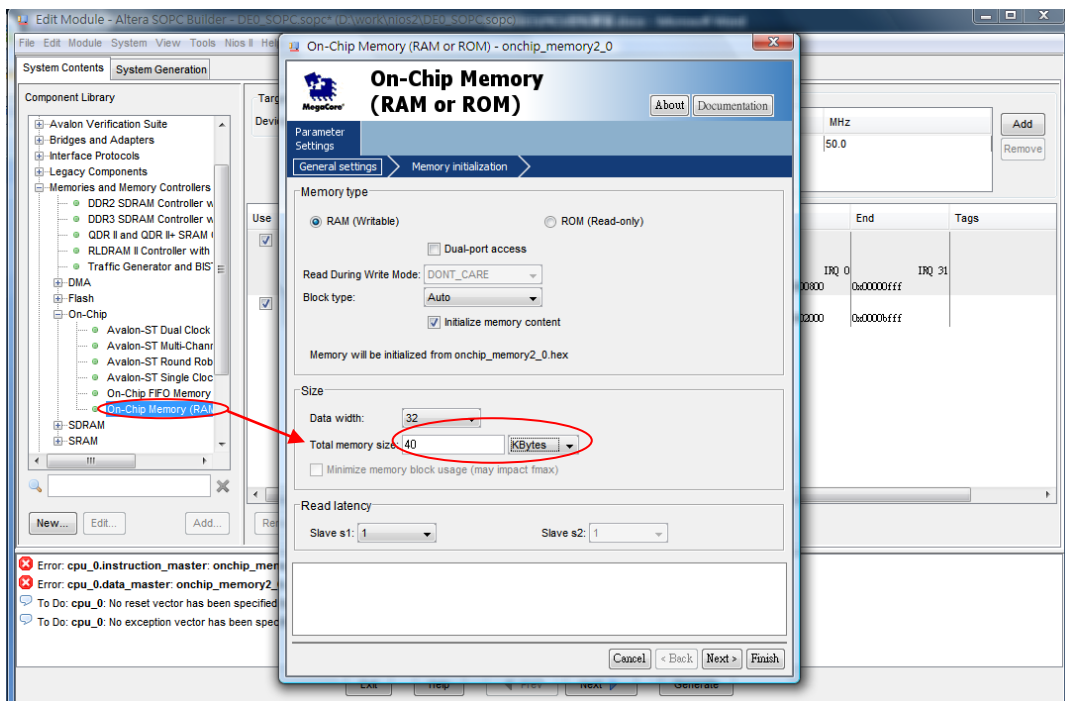 Edit Module - Altera SOPC Builder - DE0_SOPC.sopc* (D:\work\nios2\DE0_SOPC.sopc)
File Edit Module System View Tools Nios II Hel
System Contents System Generation
Component Library
Avalon Verification Suite
Bridges and Adapters
Interface Protocols
Legacy Components
Memories and Memory Controllers
DDR2 SDRAM Controller w
DDR3 SDRAM Controller w
QDR II and QDR II+ SRAM
RLDRAM II Controller with
Traffic Generator and BIS
DMA
Flash
On-Chip
Avalon-ST Dual Clock
Avalon-ST Multi-Chann
Avalon-ST Round Rob
Avalon-ST Single Cloc
On-Chip FIFO Memory
On-Chip Memory (RAM
SDRAM
SRAM
New... Edit... Add...
Targ
Devi
Use
Rem
On-Chip Memory (RAM or ROM) - onchip_memory2_0
MegaCore'
On-Chip Memory
(RAM or ROM)
About Documentation
Parameter
Settings
General settings Memory initialization
Memory type
RAM (Writable) ROM (Read-only)
Dual-port access
Read During Write Mode: DONT_CARE
Block type: Auto
Initialize memory content
Memory will be initialized from onchip_memory2_0.hex
Size
Data width: 32
Total memory size: 40 KBytes
Minimize memory block usage (may impact fmax)
Read latency
Slave s1: 1 Slave s2: 1
Cancel < Back Next > Finish
MHz
50.0
Add
Remove
End Tags
IRQ 0 IRQ 31
00800 0x00000fff
02000 0x0000bfff
Error: cpu_0.instruction_master: onchip_mem
Error: cpu_0.data_master: onchip_memory2_
To Do: cpu_0: No reset vector has been specified
To Do: cpu_0: No exception vector has been spec
Exit Help Prev Next Generate